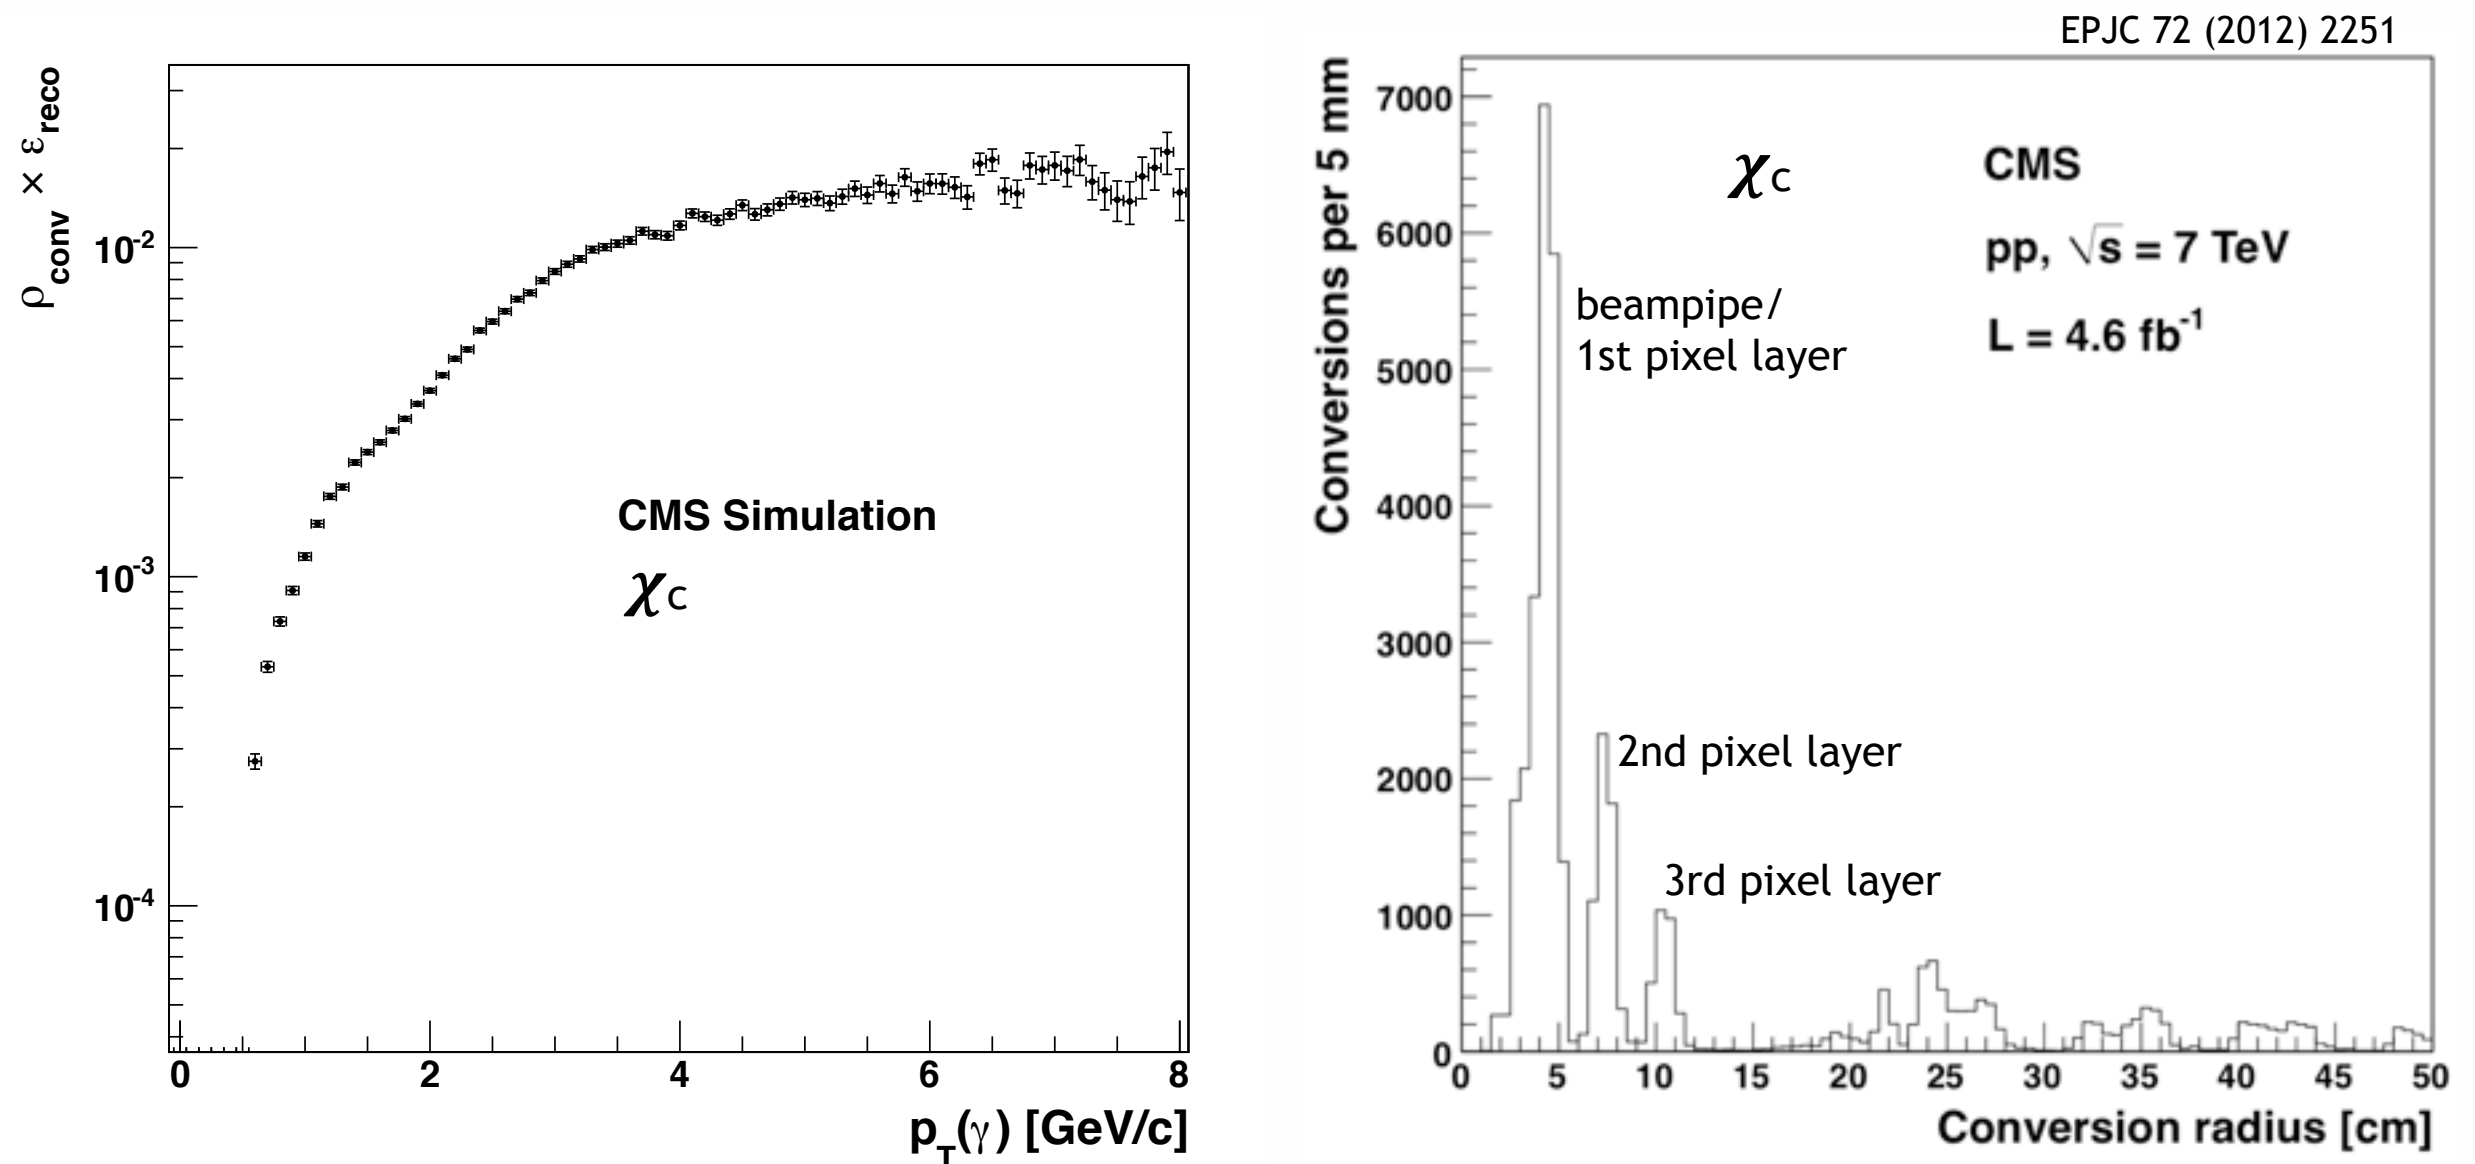 ρconv × εreco
10-2
10-3
10-4
CMS Simulation
χc
0 2 4 6 8
pT(γ) [GeV/c]
EPJC 72 (2012) 2251
Conversions per 5 mm
7000
6000
5000
4000
3000
2000
1000
0
χc
CMS
pp, √s = 7 TeV
L = 4.6 fb-1
beampipe/
1st pixel layer
2nd pixel layer
3rd pixel layer
0 5 10 15 20 25 30 35 40 45 50
Conversion radius [cm]